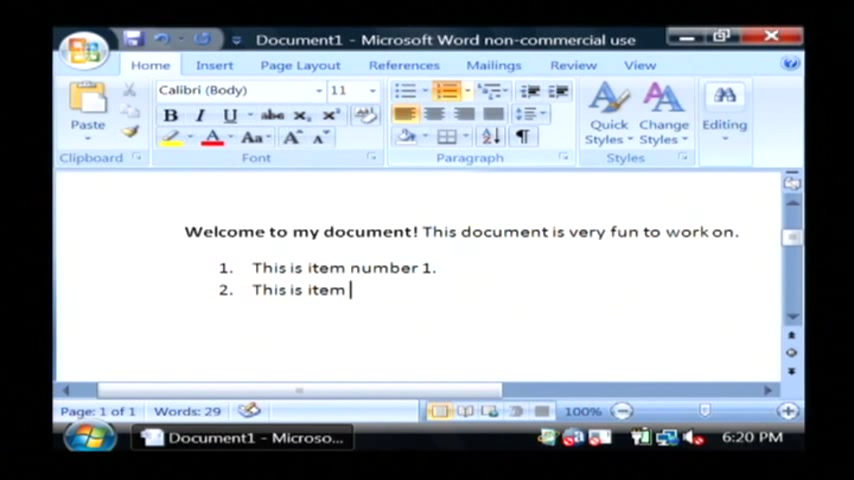 Document1 - Microsoft Word non-commercial use
Home Insert Page Layout References Mailings Review View
Calibri (Body) 11
Paste
B I U abc X₂ X²
Aa A A
Quick Styles
Change Styles
Editing
Clipboard Font Paragraph Styles
Welcome to my document! This document is very fun to work on.
1. This is item number 1.
2. This is item
Page: 1 of 1 Words: 29 100%
Document1 - Microso... 6:20 PM